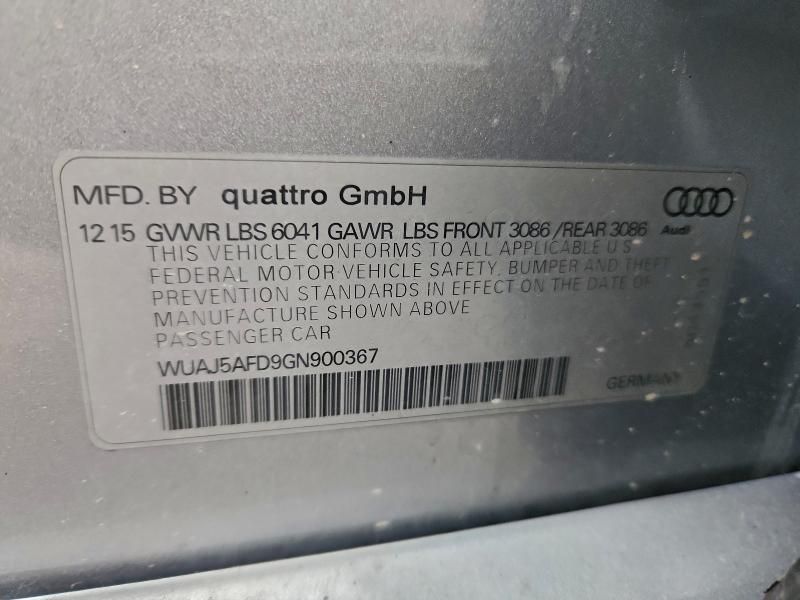 MFD. BY quattro GmbH
12 15 GVWR LBS 6041 GAWR LBS FRONT 3086 /REAR 3086
Audi
THIS VEHICLE CONFORMS TO ALL APPLICABLE U S
FEDERAL MOTOR VEHICLE SAFETY, BUMPER AND THEFT
PREVENTION STANDARDS IN EFFECT ON THE DATE OF
MANUFACTURE SHOWN ABOVE
PASSENGER CAR
WUAJ5AFD9GN900367
GERMANY